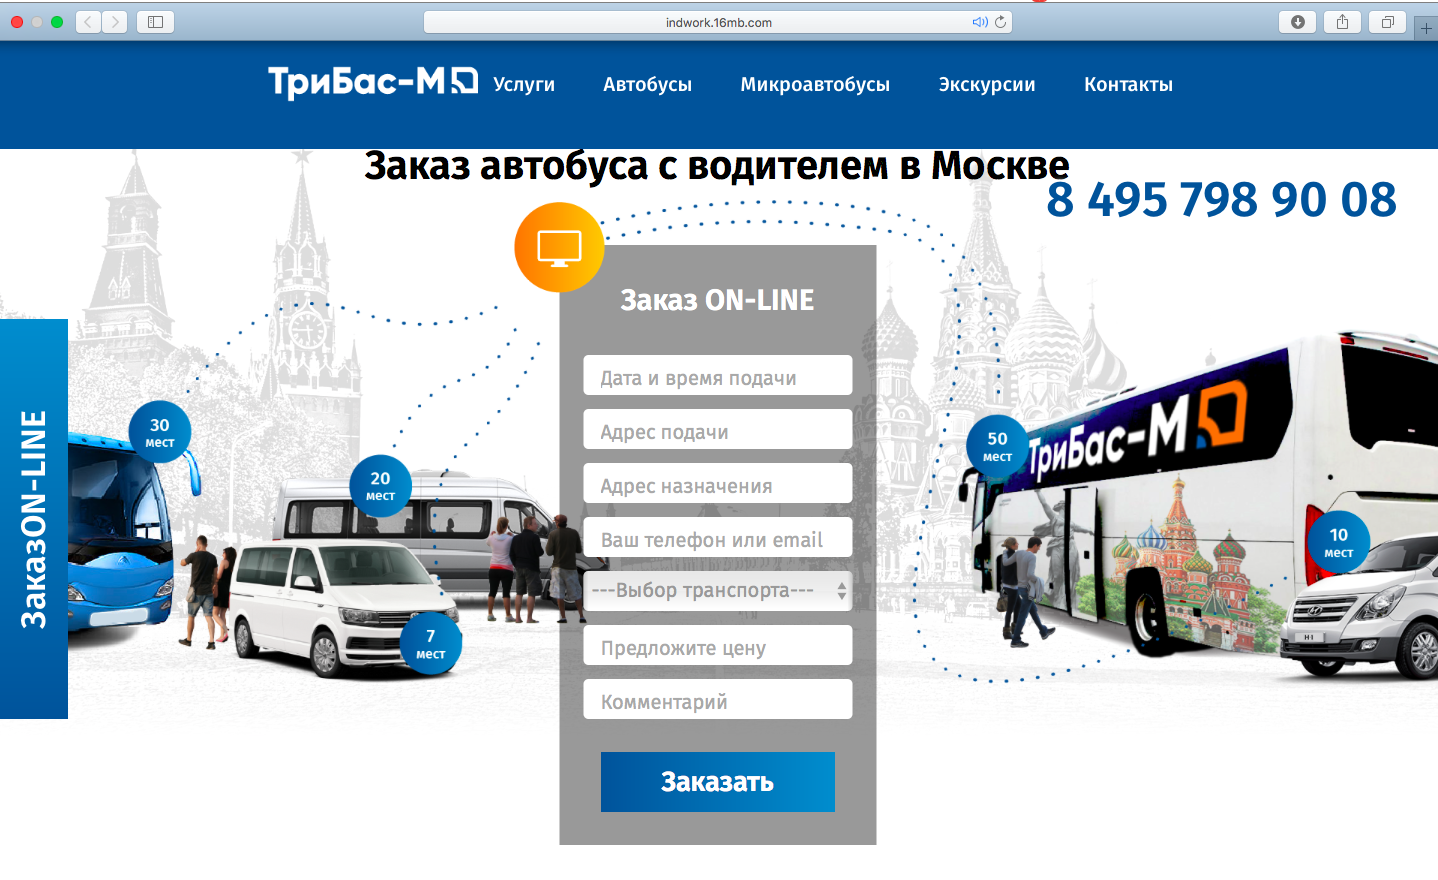 indwork.16mb.com
ТриБас-М Услуги Автобусы Микроавтобусы Экскурсии Контакты
Заказ автобуса с водителем в Москве
8 495 798 90 08
Заказ ON-LINE
Дата и время подачи
Адрес подачи
Адрес назначения
Ваш телефон или email
---Выбор транспорта---
Предложите цену
Комментарий
Заказать
ЗаказON-LINE
30
мест
20
мест
7
мест
50
мест
ТриБас-М
10
мест
H1